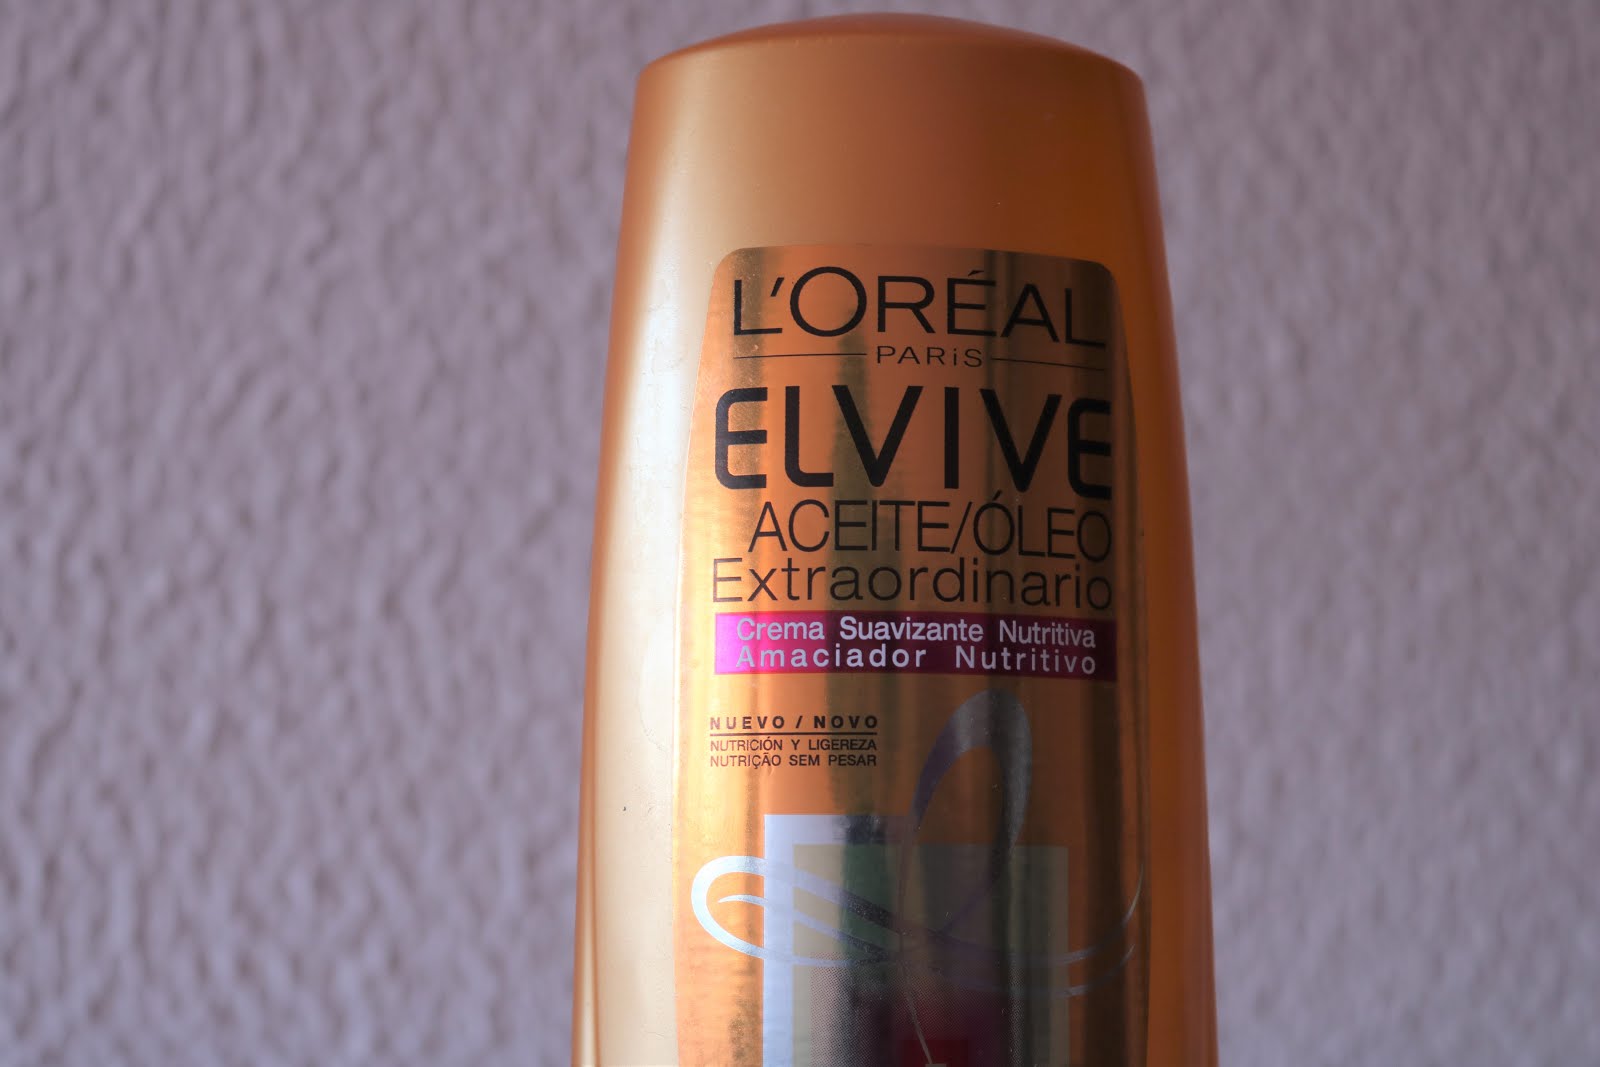 L'ORÉAL
PARiS
ELVIVE
ACEITE/ÓLEO
Extraordinario
Crema Suavizante Nutritiva
Amaciador Nutritivo
NUEVO / NOVO
NUTRICIÓN Y LIGEREZA
NUTRIÇÃO SEM PESAR